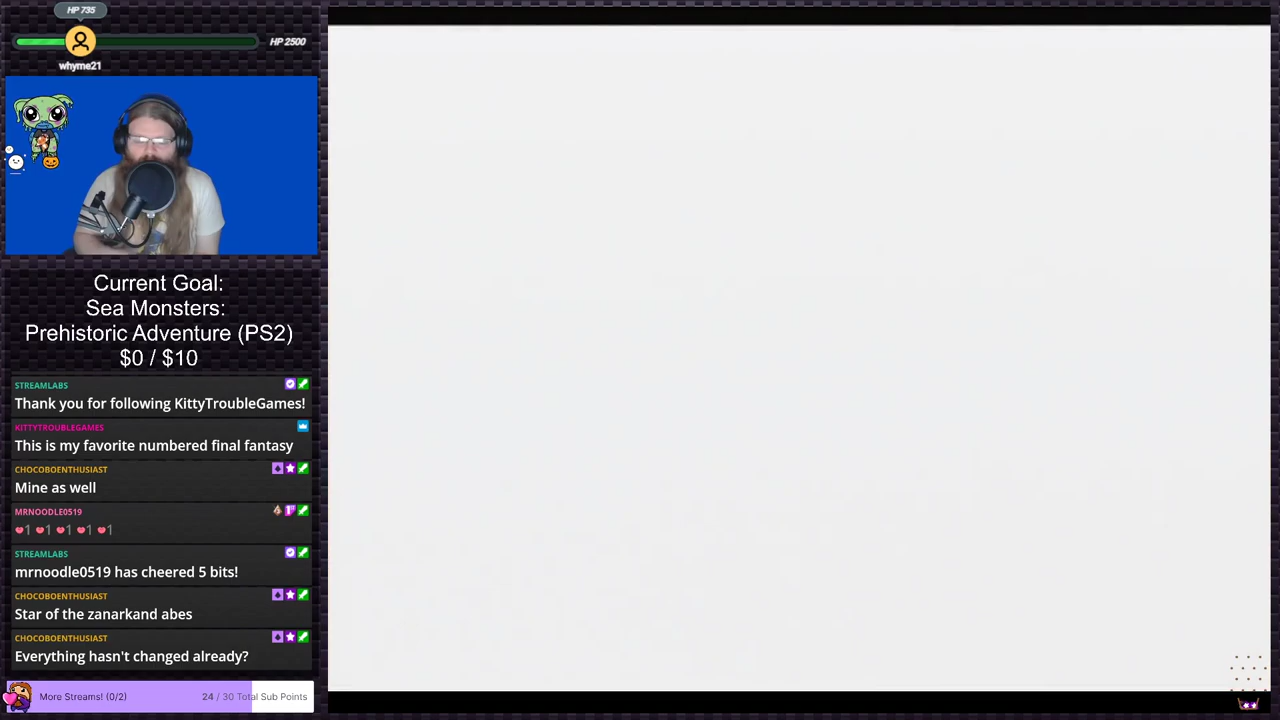 HP 735
HP 2500
whyme21
Current Goal:
Sea Monsters:
Prehistoric Adventure (PS2)
$0 / $10
STREAMLABS
Thank you for following KittyTroubleGames!
KITTYTROUBLEGAMES
This is my favorite numbered final fantasy
CHOCOBOENTHUSIAST
Mine as well
MRNOODLE0519
1 1 1 1 1
STREAMLABS
mrnoodle0519 has cheered 5 bits!
CHOCOBOENTHUSIAST
Star of the zanarkand abes
CHOCOBOENTHUSIAST
Everything hasn't changed already?
More Streams! (0/2) 24 / 30 Total Sub Points